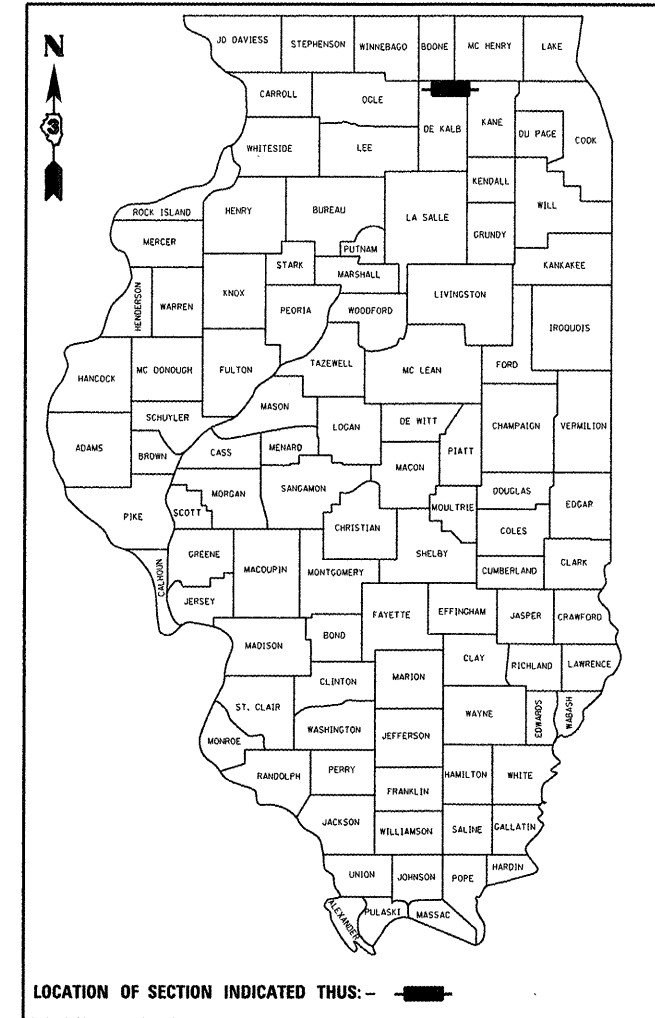 N
3
JO DAVIESS STEPHENSON WINNEBAGO BOONE MC HENRY LAKE
CARROLL OGLE DE KALB KANE DU PAGE COOK
WHITESIDE LEE
KENDALL
ROCK ISLAND HENRY BUREAU LA SALLE WILL
MERCER PUTNAM GRUNDY
STARK MARSHALL KANKAKEE
HENDERSON WARREN KNOX PEORIA WOODFORD LIVINGSTON IROQUOIS
HANCOCK MC DONOUGH FULTON TAZEWELL MC LEAN FORD
SCHUYLER MASON LOGAN DE WITT CHAMPAIGN VERMILION
ADAMS BROWN CASS MENARD MACON PIATT
PIKE SCOTT MORGAN SANGAMON CHRISTIAN MOULTRIE DOUGLAS EDGAR
COLES
CALHOUN GREENE MACOUPIN MONTGOMERY SHELBY CUMBERLAND CLARK
JERSEY FAYETTE EFFINGHAM JASPER CRAWFORD
MADISON BOND
CLINTON MARION CLAY RICHLAND LAWRENCE
ST. CLAIR WAYNE EDWARDS WABASH
MONROE WASHINGTON JEFFERSON
RANDOLPH PERRY FRANKLIN HAMILTON WHITE
JACKSON WILLIAMSON SALINE GALLATIN
UNION JOHNSON POPE HARDIN
ALEXANDER PULASKI MASSAC
LOCATION OF SECTION INDICATED THUS: –